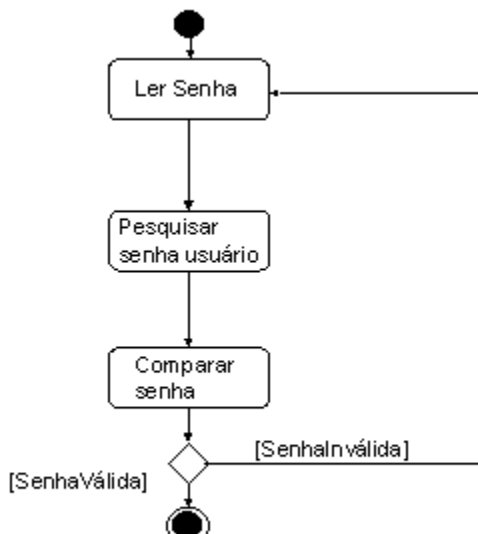 Ler Senha
Pesquisar
senha usuário
Comparar
senha
[SenhaInválida]
[SenhaVálida]